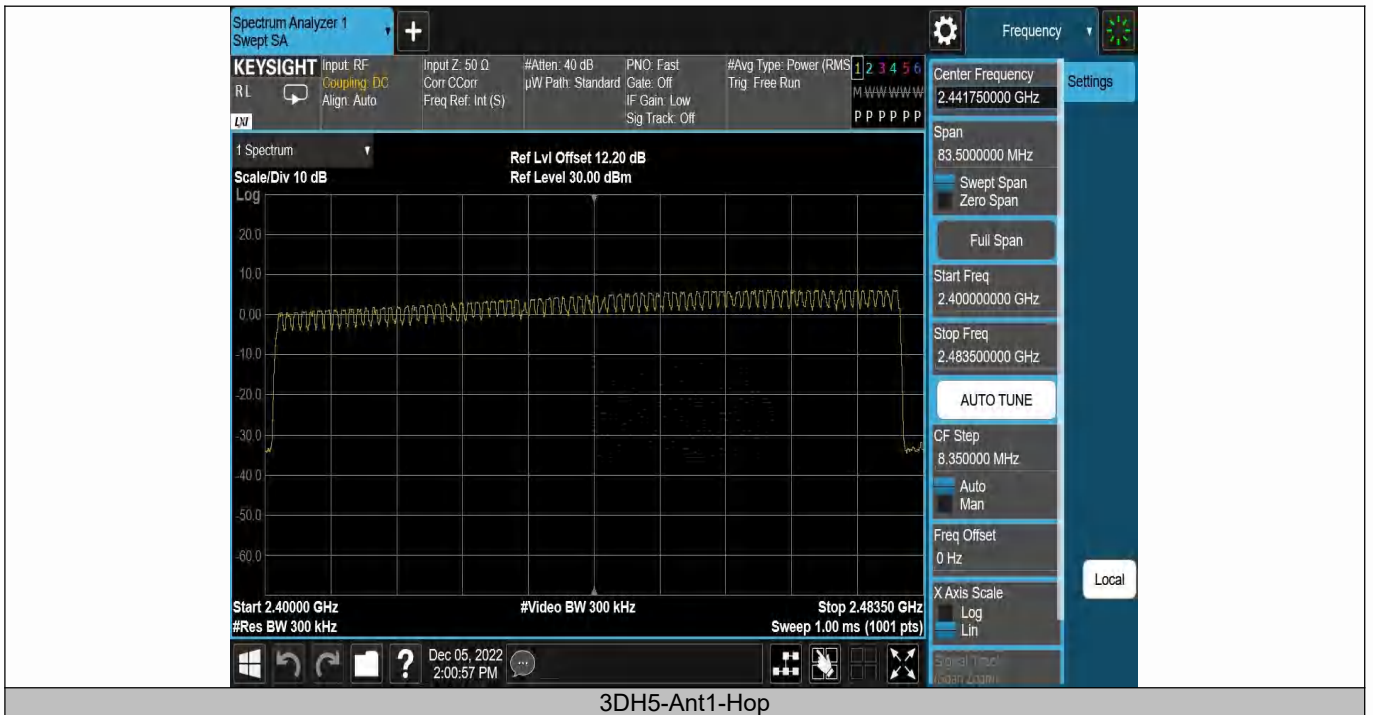 Spectrum Analyzer 1
Swept SA
+
Frequency
KEYSIGHT
RL
LXI
Input: RF
Coupling: DC
Align: Auto
Input Z: 50 Ω
Corr CCorr
Freq Ref: Int (S)
#Atten: 40 dB
µW Path: Standard
PNO: Fast
Gate: Off
IF Gain: Low
Sig Track: Off
#Avg Type: Power (RMS
Trig: Free Run
1 2 3 4 5 6
M W W W W W
P P P P P P
1 Spectrum
Scale/Div 10 dB
Ref Lvl Offset 12.20 dB
Ref Level 30.00 dBm
Log
20.0
10.0
0.00
-10.0
-20.0
-30.0
-40.0
-50.0
-60.0
Start 2.40000 GHz
#Res BW 300 kHz
#Video BW 300 kHz
Stop 2.48350 GHz
Sweep 1.00 ms (1001 pts)
Center Frequency
2.441750000 GHz
Settings
Span
83.5000000 MHz
Swept Span
Zero Span
Full Span
Start Freq
2.400000000 GHz
Stop Freq
2.483500000 GHz
AUTO TUNE
CF Step
8.350000 MHz
Auto
Man
Freq Offset
0 Hz
X Axis Scale
Log
Lin
Signal Track
(Span Zoom)
Local
?
Dec 05, 2022
2:00:57 PM
3DH5-Ant1-Hop